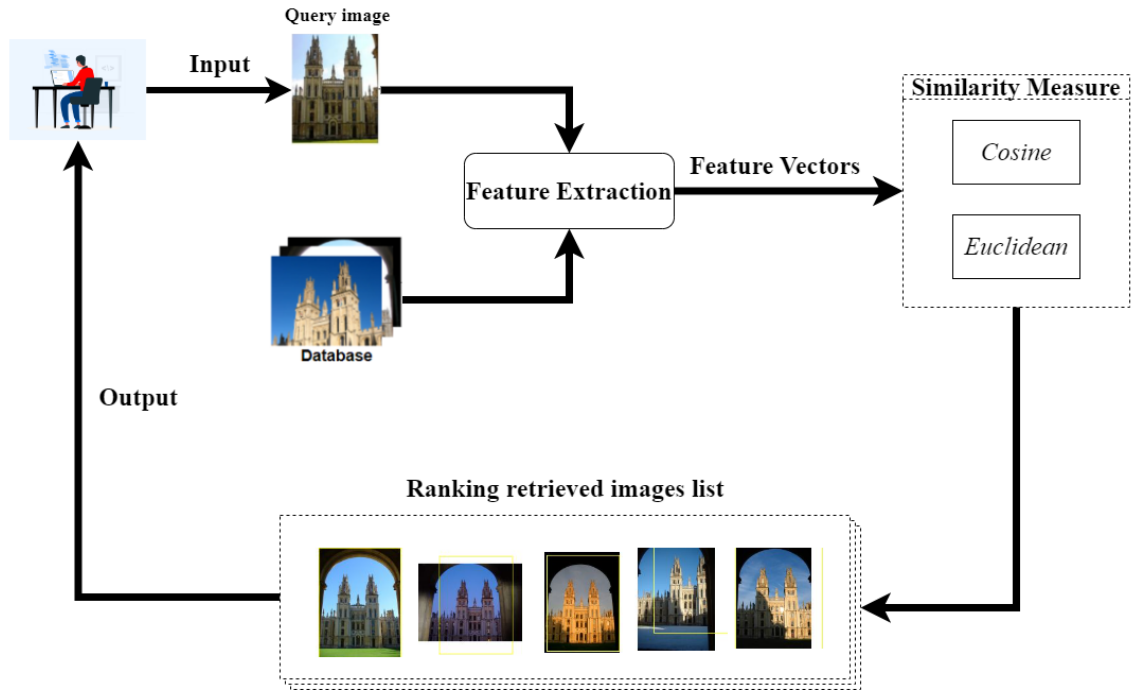 Query image
Input
Similarity Measure
Cosine
Feature Extraction
Feature Vectors
Euclidean
Database
Output
Ranking retrieved images list